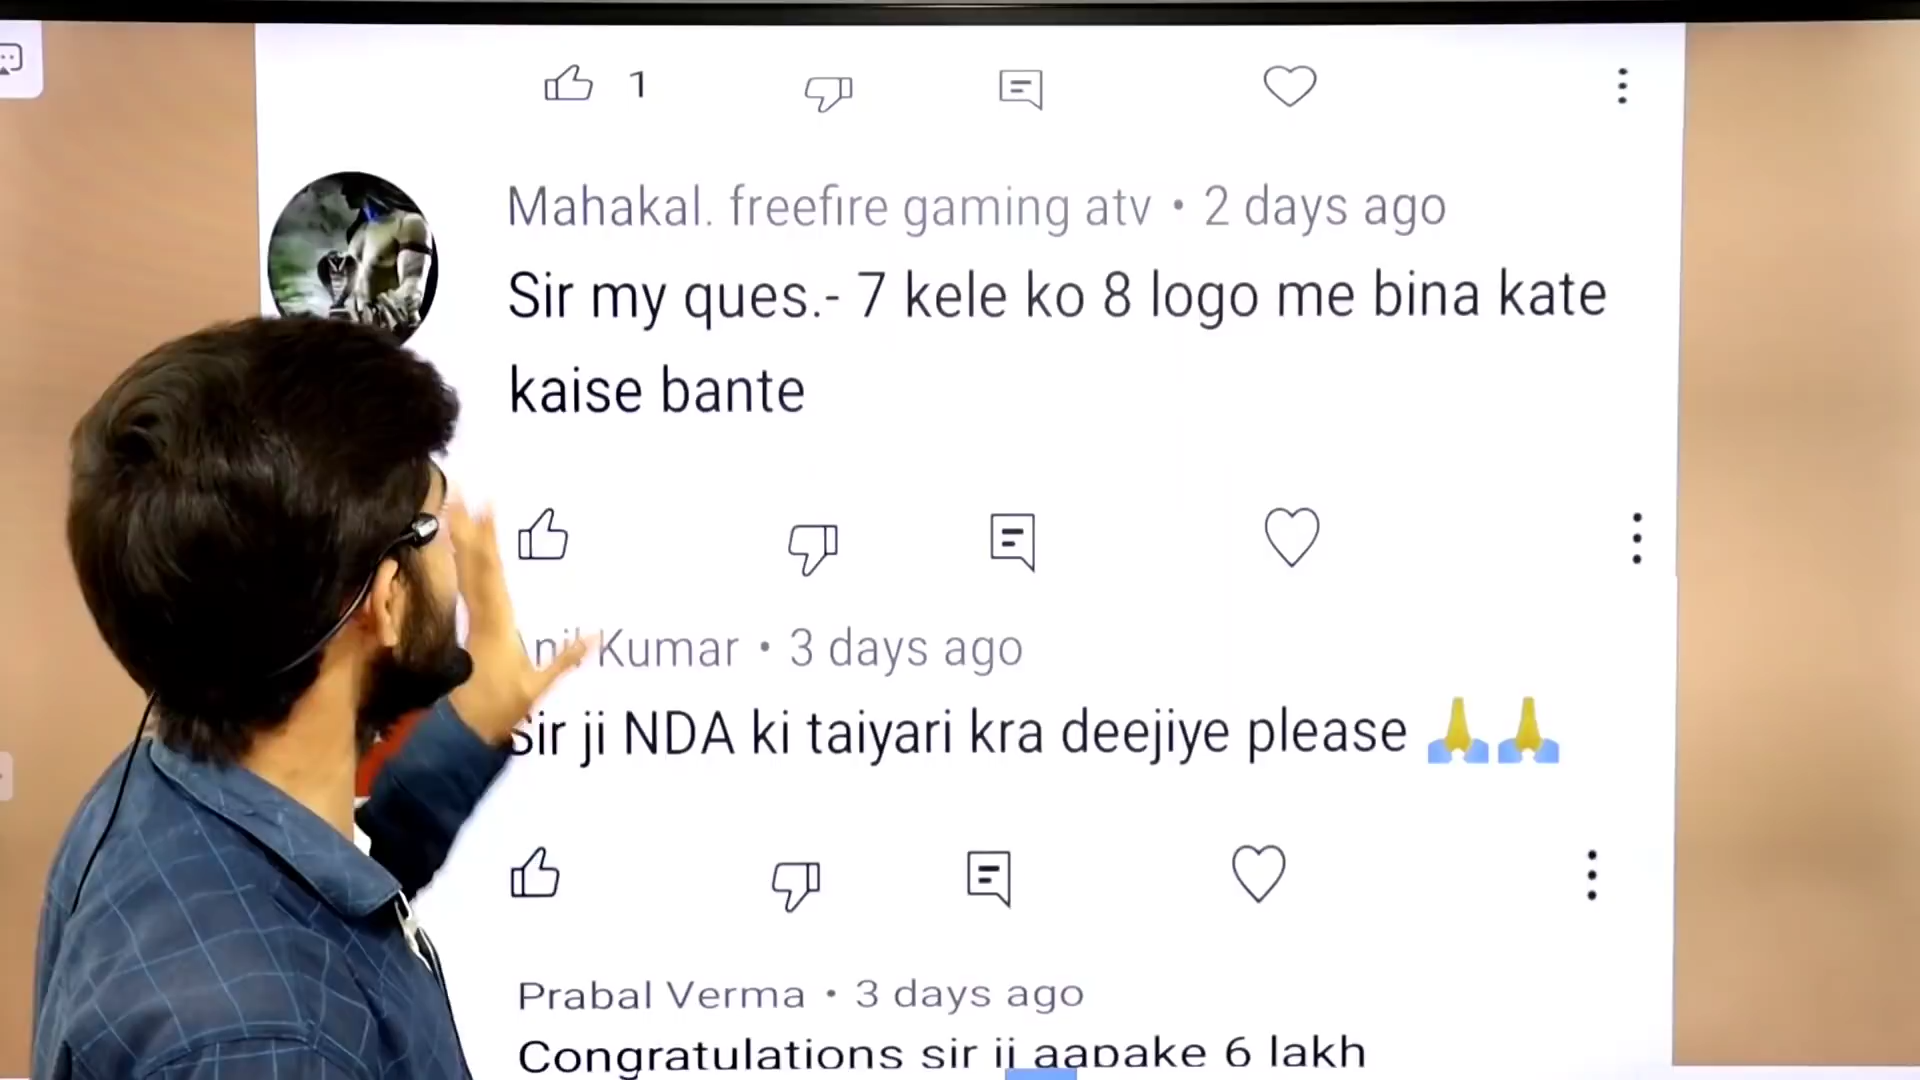 1
Mahakal. freefire gaming atv • 2 days ago
Sir my ques.- 7 kele ko 8 logo me bina kate
kaise bante
Kumar • 3 days ago
Sir ji NDA ki taiyari kra deejiye please 🙏🙏
Prabal Verma • 3 days ago
Congratulations sir ji aapake 6 lakh